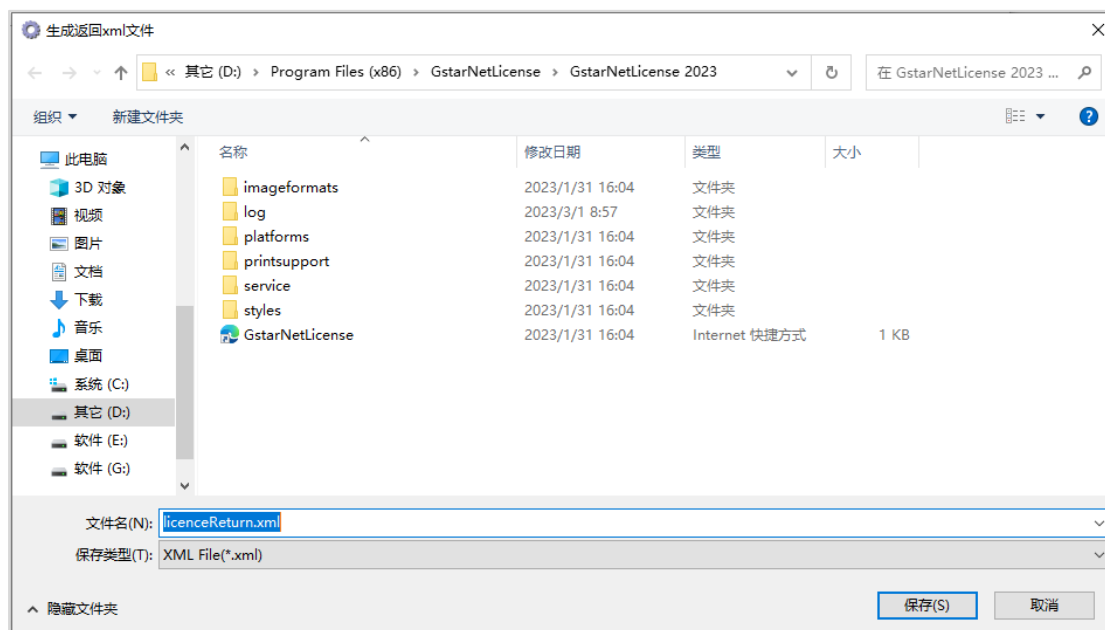 生成返回xml文件
« 其它 (D:) › Program Files (x86) › GstarNetLicense › GstarNetLicense 2023
在 GstarNetLicense 2023 ...
组织 新建文件夹
名称 修改日期 类型 大小
此电脑
3D 对象
视频
图片
文档
下载
音乐
桌面
系统 (C:)
其它 (D:)
软件 (E:)
软件 (G:)
imageformats 2023/1/31 16:04 文件夹
log 2023/3/1 8:57 文件夹
platforms 2023/1/31 16:04 文件夹
printsupport 2023/1/31 16:04 文件夹
service 2023/1/31 16:04 文件夹
styles 2023/1/31 16:04 文件夹
GstarNetLicense 2023/1/31 16:04 Internet 快捷方式 1 KB
文件名(N): licenceReturn.xml
保存类型(T): XML File(*.xml)
隐藏文件夹
保存(S) 取消